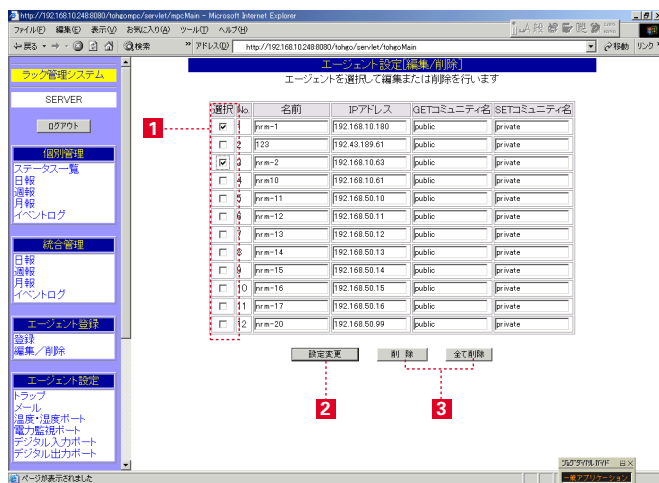 http://192.168.10.248:8080/tohgompc/servlet/mpcMain - Microsoft Internet Explorer
ファイル(F) 編集(E) 表示(V) お気に入り(A) ツール(T) ヘルプ(H)
戻る 検索 アドレス(D) http://192.168.10.248:8080/tohgo/servlet/tohgoMain 移動 リンク
ラック管理システム
SERVER
ログアウト
個別管理
ステータス一覧
日報
週報
月報
イベントログ
統合管理
日報
週報
月報
イベントログ
エージェント登録
登録
編集/削除
エージェント設定
トラップ
メール
温度・湿度ポート
電力監視ポート
デジタル入力ポート
デジタル出力ポート
エージェント設定[編集/削除]
エージェントを選択して編集または削除を行います
選択 No. 名前 IPアドレス GETコミュニティ名 SETコミュニティ名
1 nrm-1 192.168.10.180 public private
2 123 192.43.189.61 public private
3 nrm-2 192.168.10.63 public private
4 nrm10 192.168.10.61 public private
5 nrm-11 192.168.50.10 public private
6 nrm-12 192.168.50.11 public private
7 nrm-13 192.168.50.12 public private
8 nrm-14 192.168.50.13 public private
9 nrm-15 192.168.50.14 public private
10 nrm-16 192.168.50.15 public private
11 nrm-17 192.168.50.16 public private
12 nrm-20 192.168.50.99 public private
設定変更 削 除 全て削除
1
2
3
ページが表示されました
一般アプリケーション